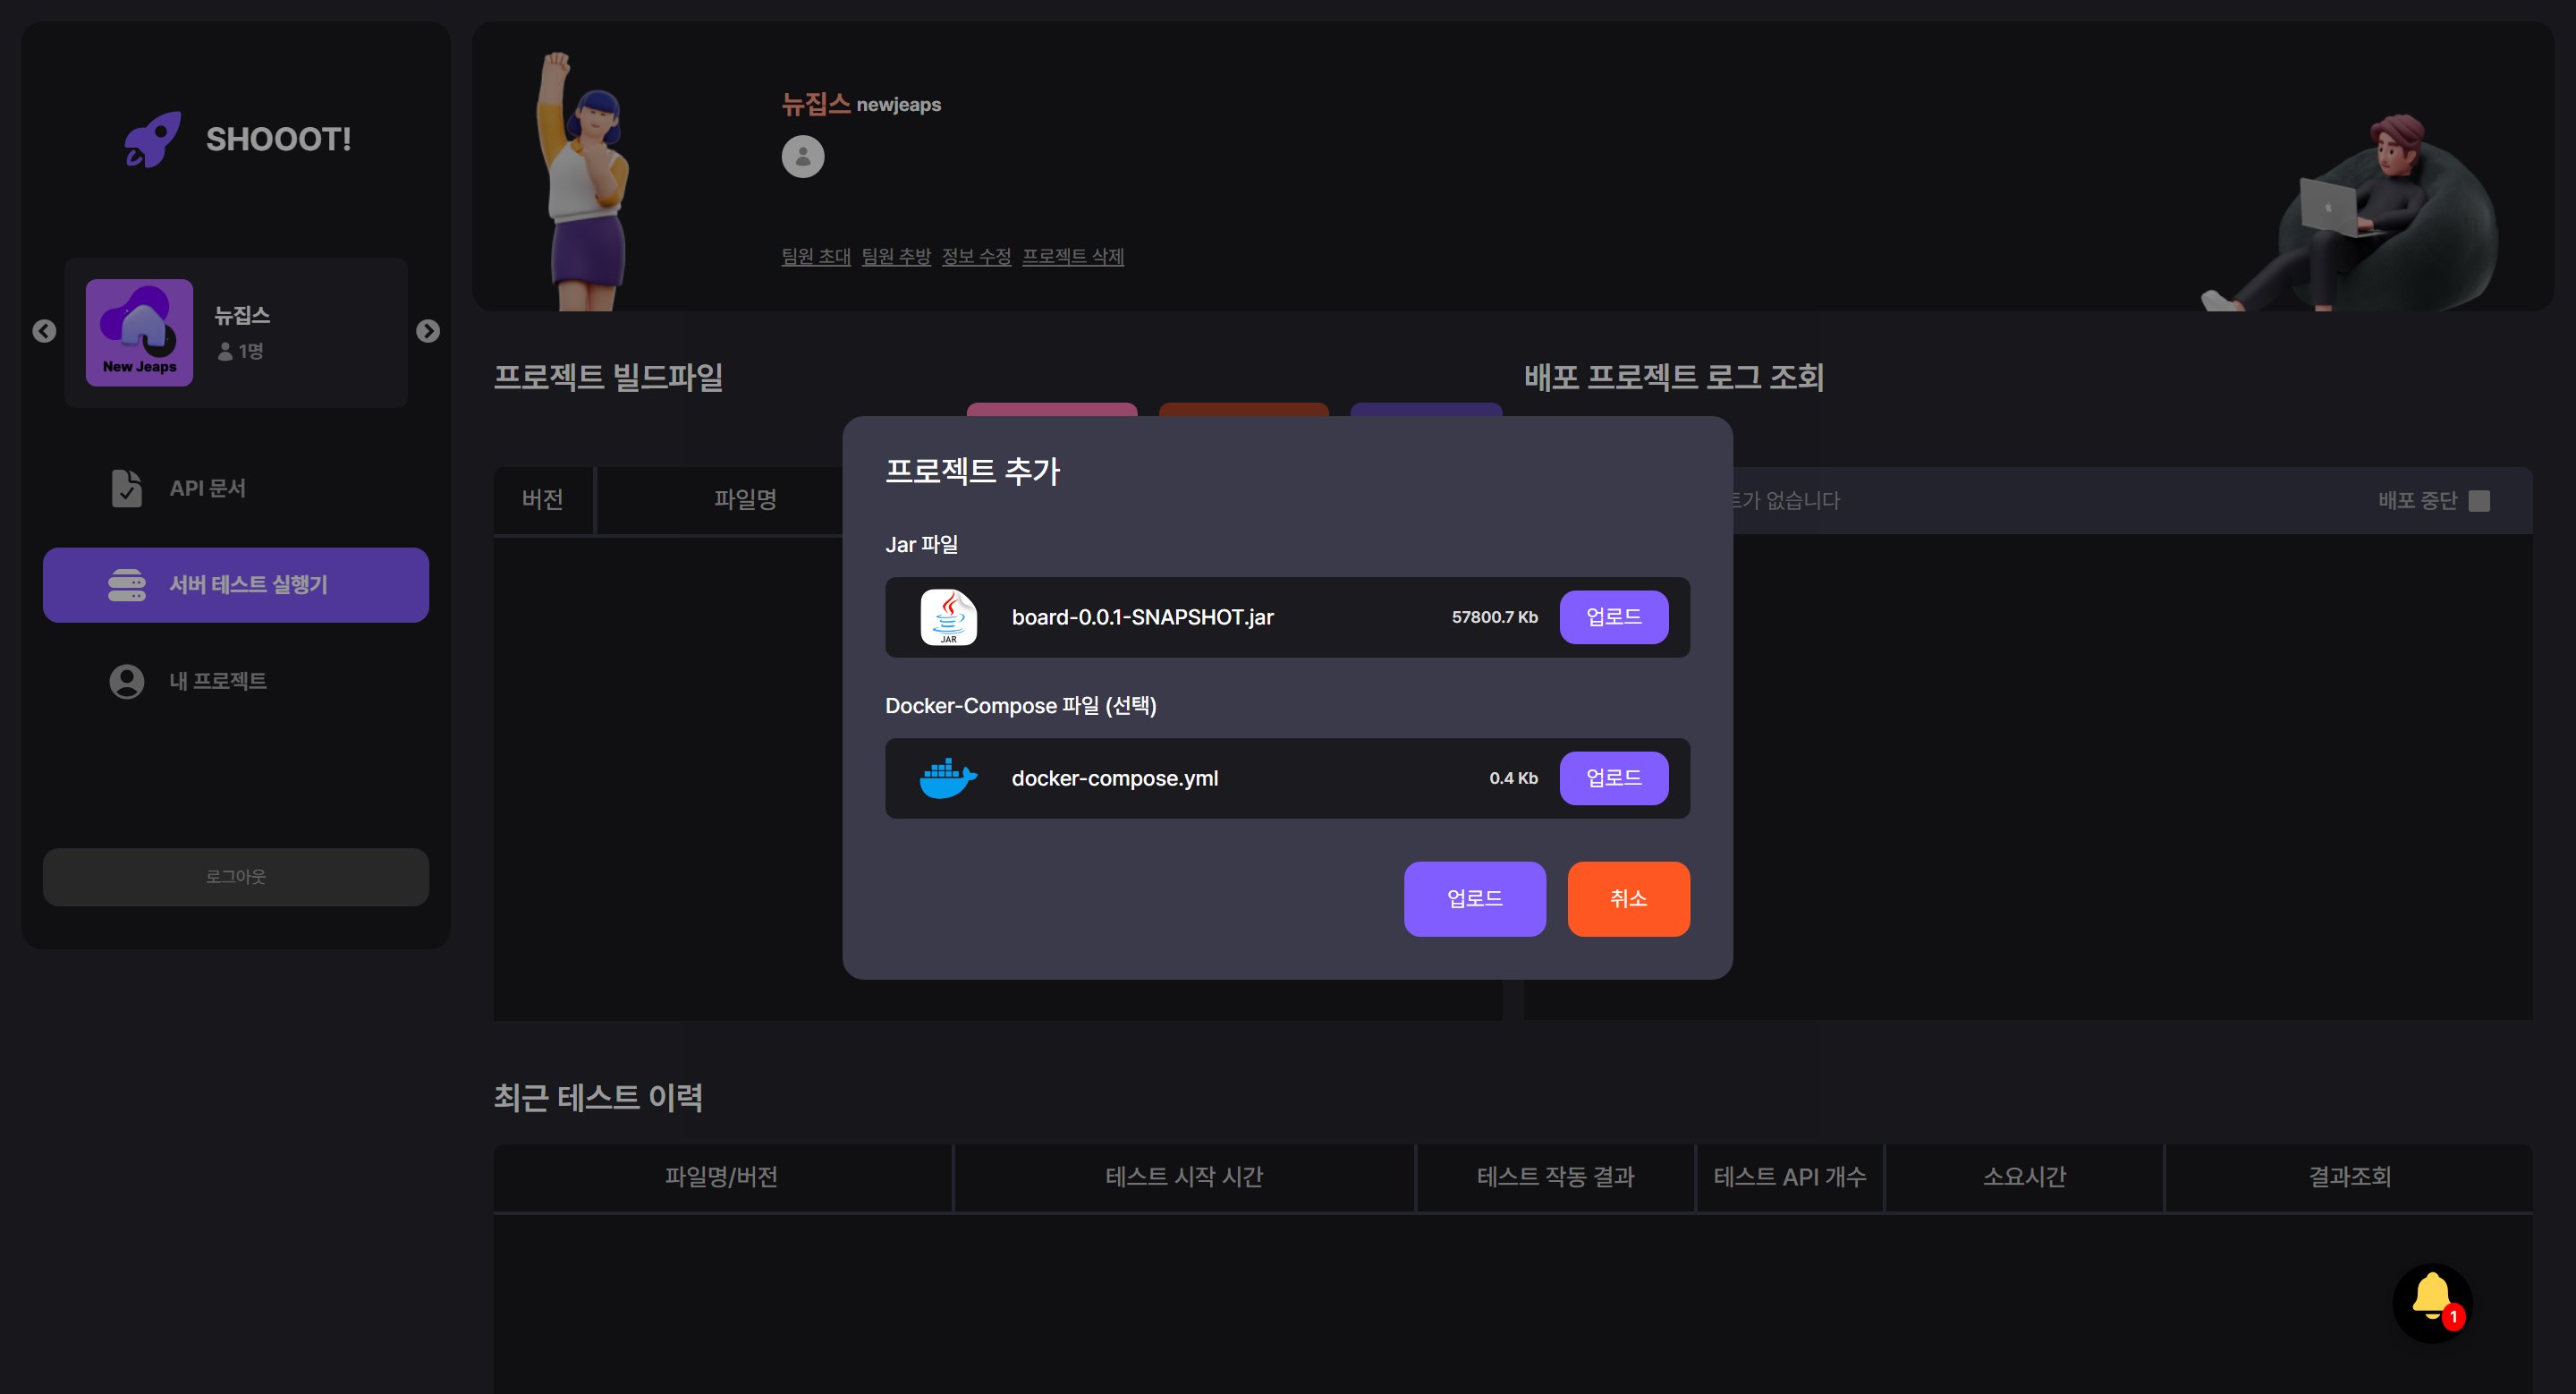 SHOOOT!
뉴집스
1명
New Jeaps
API 문서
서버 테스트 실행기
내 프로젝트
로그아웃
뉴집스 newjeaps
팀원 초대 팀원 추방 정보 수정 프로젝트 삭제
프로젝트 빌드파일
배포 프로젝트 로그 조회
버전 파일명
가 없습니다 배포 중단
프로젝트 추가
Jar 파일
JAR
board-0.0.1-SNAPSHOT.jar 57800.7 Kb 업로드
Docker-Compose 파일 (선택)
docker-compose.yml 0.4 Kb 업로드
업로드 취소
최근 테스트 이력
파일명/버전 테스트 시작 시간 테스트 작동 결과 테스트 API 개수 소요시간 결과조회
1